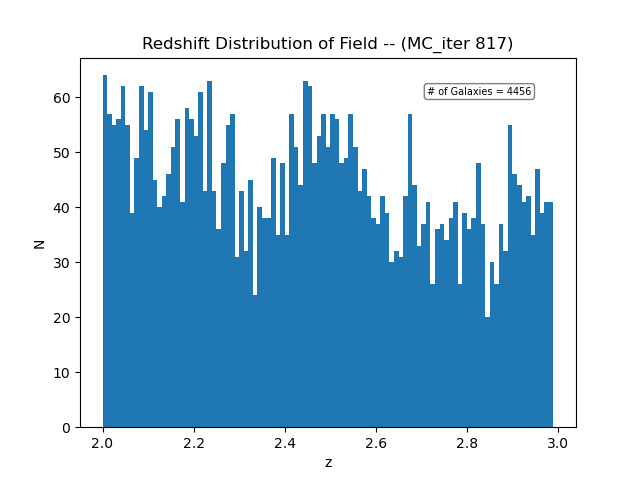 Redshift Distribution of Field -- (MC_iter 817)
# of Galaxies = 4456
60
50
40
30
20
10
0
N
2.0 2.2 2.4 2.6 2.8 3.0
z